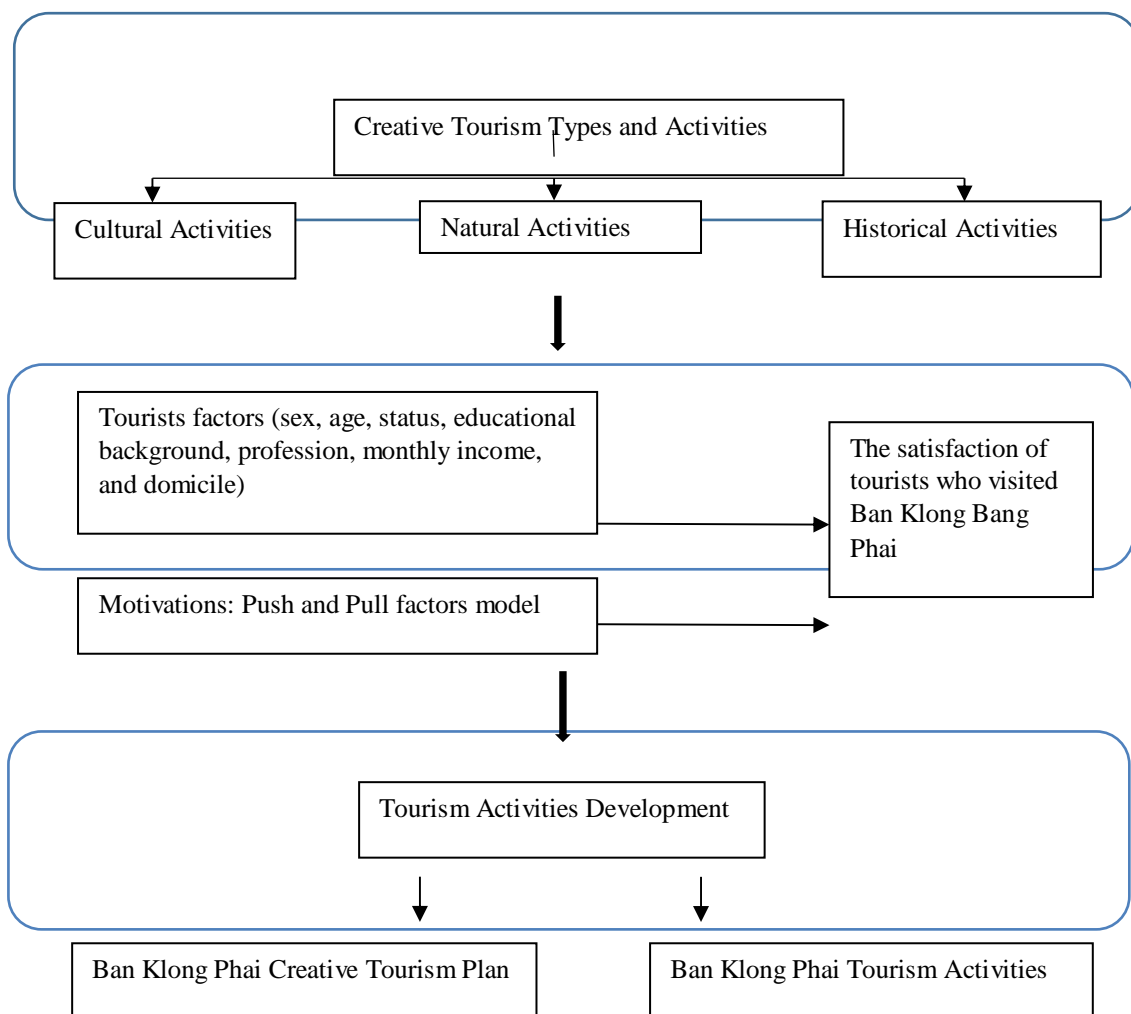 Creative Tourism Types and Activities
Cultural Activities
Natural Activities
Historical Activities
Tourists factors (sex, age, status, educational
background, profession, monthly income,
and domicile)
The satisfaction of
tourists who visited
Ban Klong Bang
Phai
Motivations: Push and Pull factors model
Tourism Activities Development
Ban Klong Phai Creative Tourism Plan
Ban Klong Phai Tourism Activities